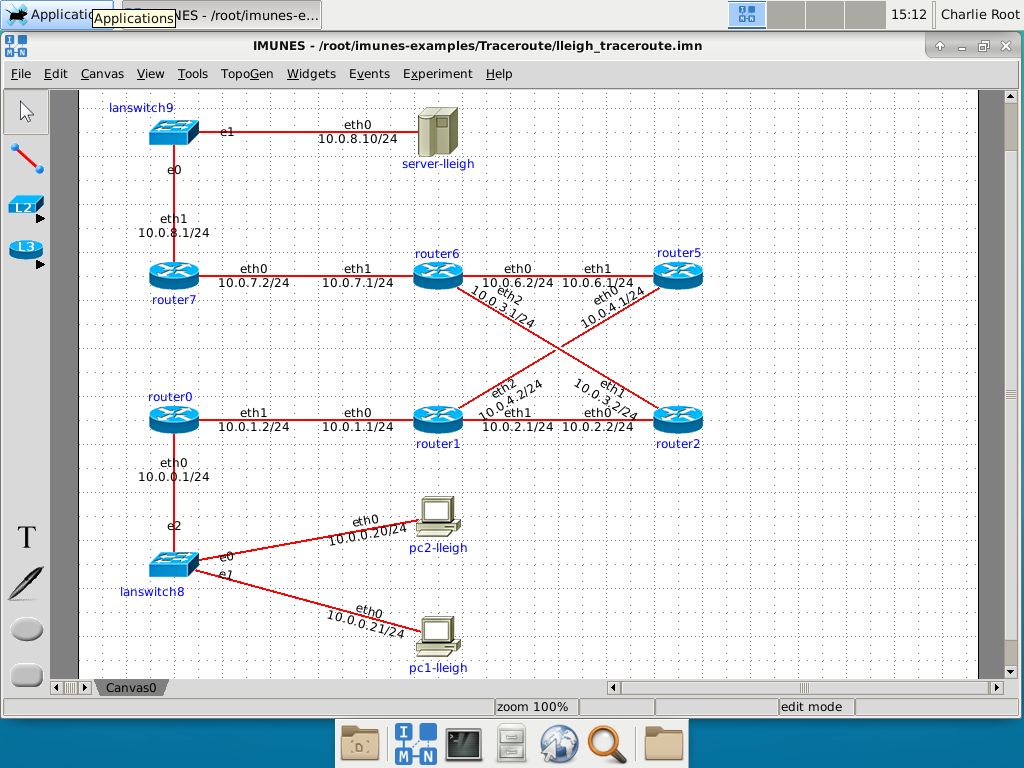 Applicatio
NES - /root/imunes-e...
Applications
15:12
Charlie Root
IMUNES - /root/imunes-examples/Traceroute/lleigh_traceroute.imn
File Edit Canvas View Tools TopoGen Widgets Events Experiment Help
lanswitch9
e1
eth0
10.0.8.10/24
server-lleigh
e0
eth1
10.0.8.1/24
router7
eth0
10.0.7.2/24
eth1
10.0.7.1/24
router6
eth0
10.0.6.2/24
eth1
10.0.6.1/24
router5
eth2
10.0.3.1/24
eth0
10.0.4.1/24
eth2
10.0.4.2/24
eth1
10.0.3.2/24
router0
eth1
10.0.1.2/24
eth0
10.0.1.1/24
router1
eth1
10.0.2.1/24
eth0
10.0.2.2/24
router2
eth0
10.0.0.1/24
e2
lanswitch8
e0
e1
eth0
10.0.0.20/24
pc2-lleigh
eth0
10.0.0.21/24
pc1-lleigh
L2
L3
T
Canvas0
zoom 100%
edit mode
I M
U N